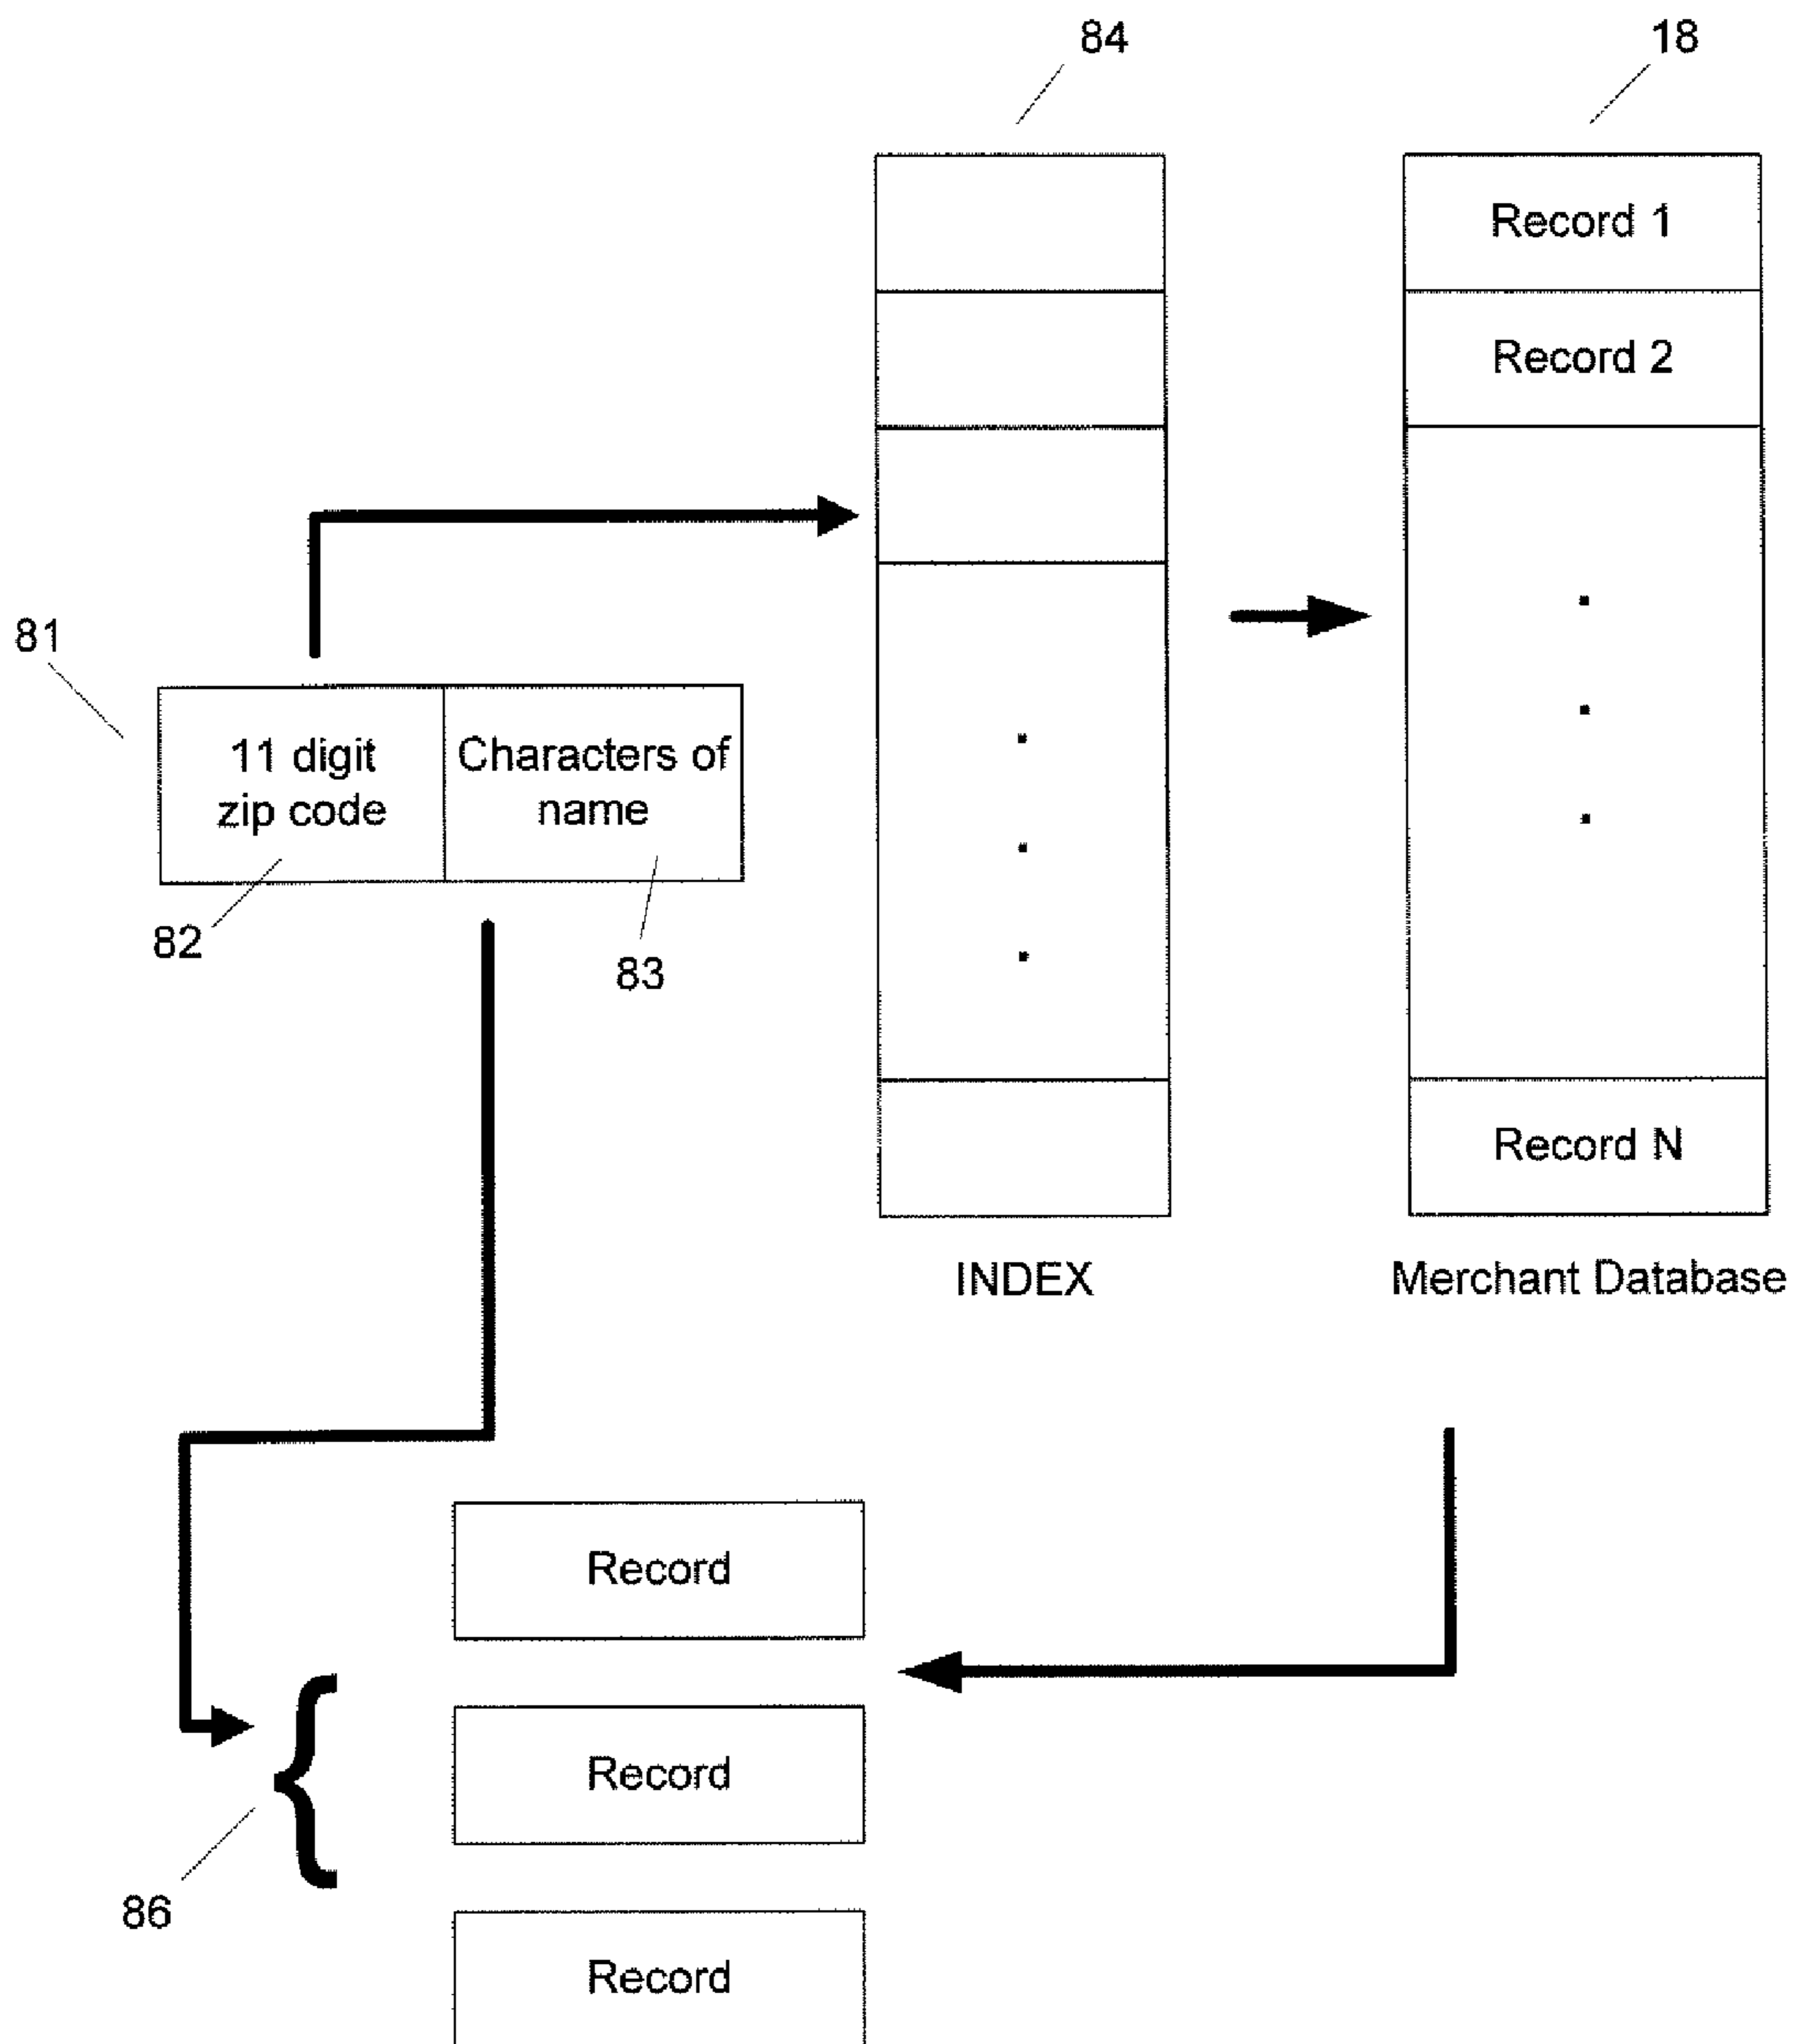 84
18
Record 1
Record 2
81
11 digit
zip code
Characters of
name
82
83
Record N
INDEX
Merchant Database
Record
Record
86
Record